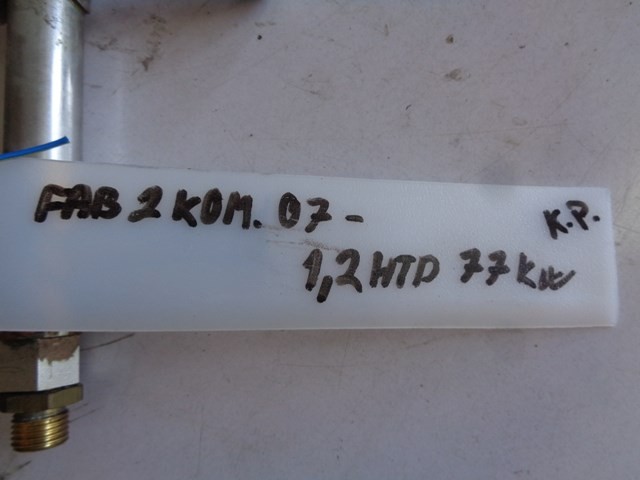 FAB 2 KOM. 07-
K.P.
1,2 HTD 77 KW